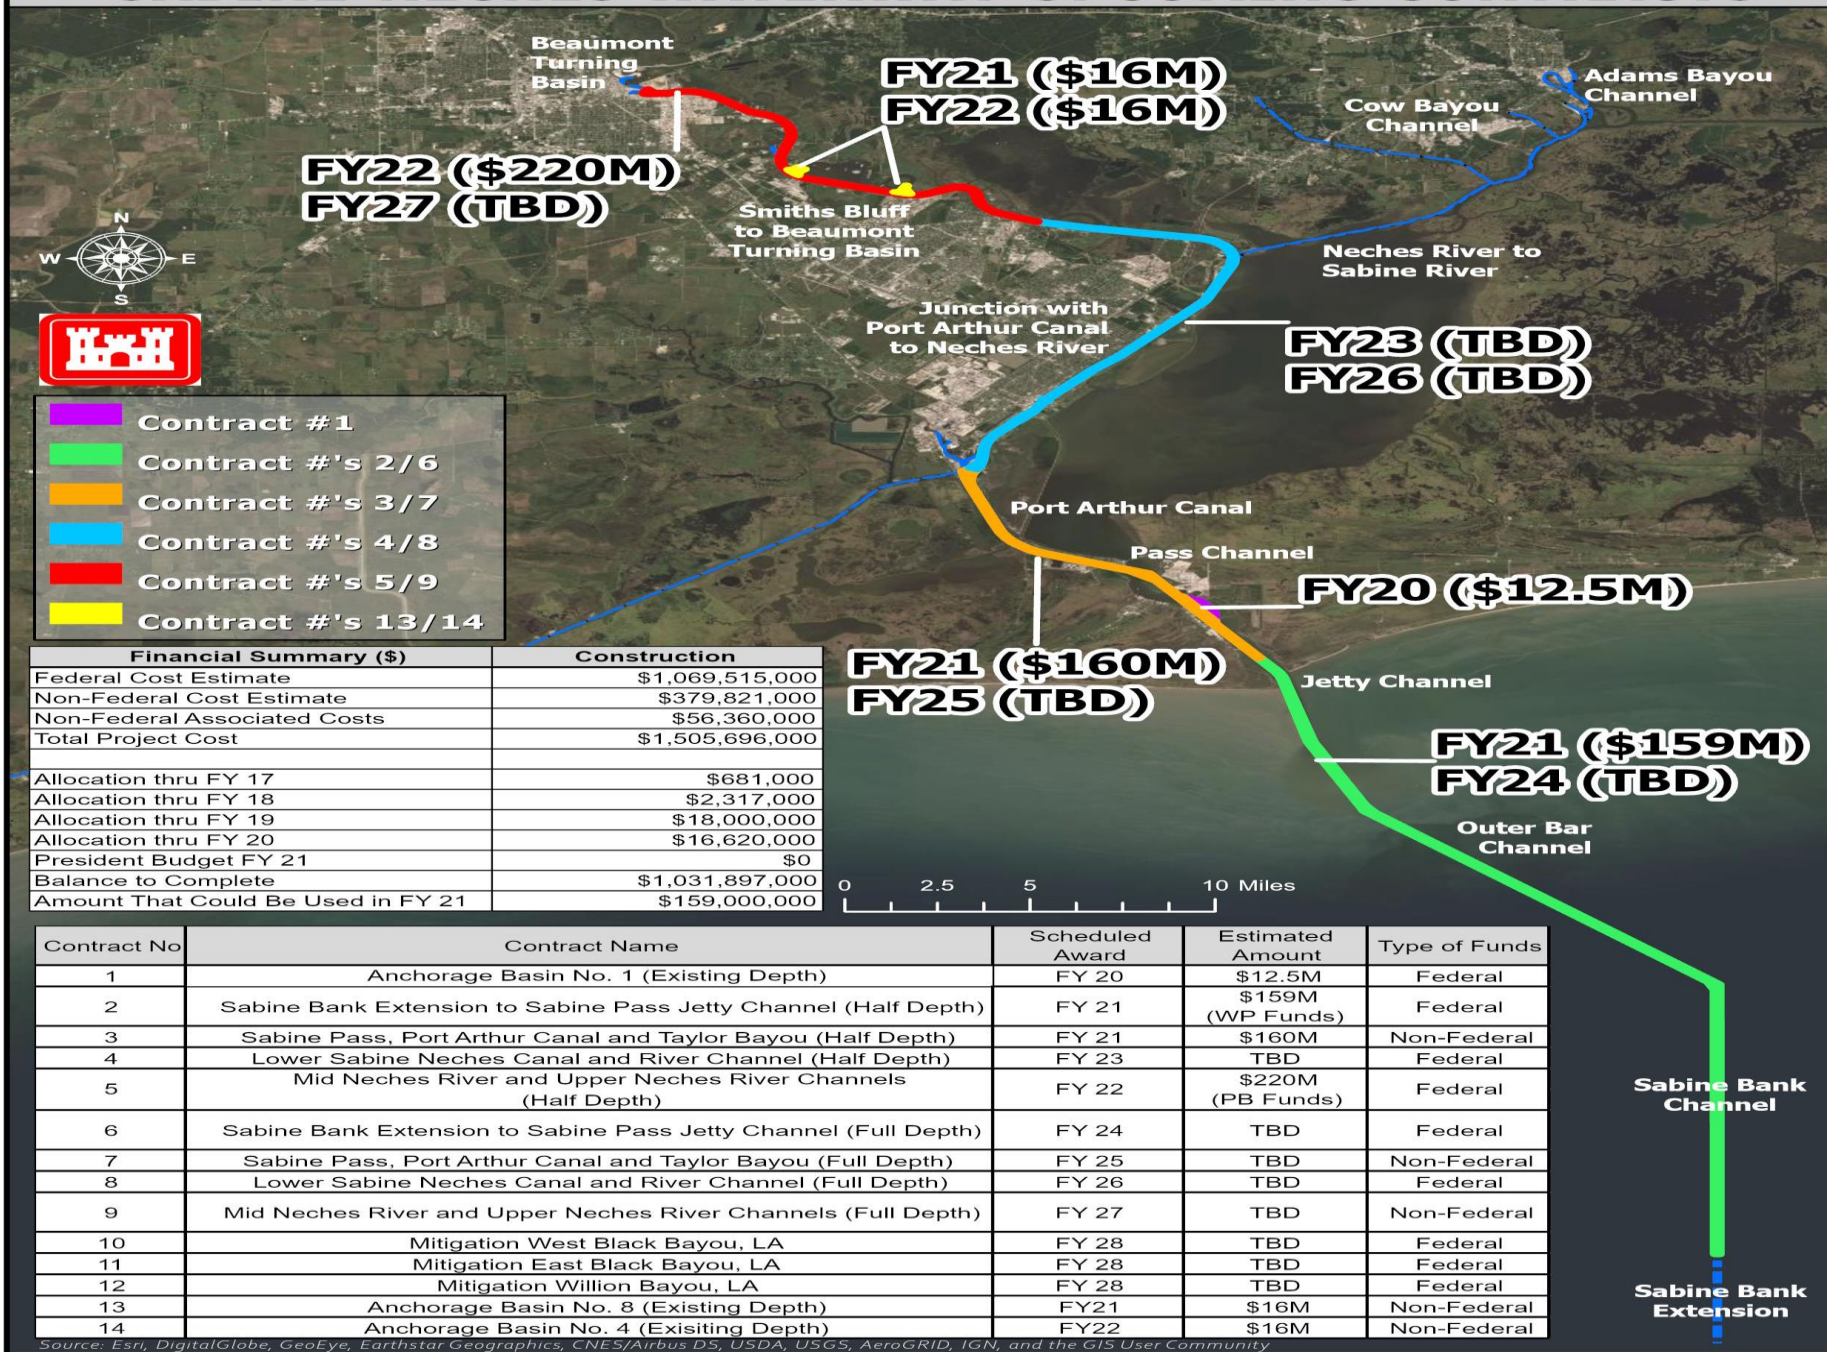 Beaumont
Turning
Basin
FY21 ($16M)
FY22 ($16M)
Adams Bayou
Channel
Cow Bayou
Channel
FY22 ($220M)
FY27 (TBD)
Smiths Bluff
to Beaumont
Turning Basin
N
W
E
S
Neches River to
Sabine River
Junction with
Port Arthur Canal
to Neches River
FY23 (TBD)
FY26 (TBD)
Contract #1
Contract #'s 2/6
Contract #'s 3/7
Contract #'s 4/8
Contract #'s 5/9
Contract #'s 13/14
Port Arthur Canal
Pass Channel
FY20 ($12.5M)
FY21 ($160M)
FY25 (TBD)
Jetty Channel
FY21 ($159M)
FY24 (TBD)
Outer Bar
Channel
Financial Summary ($) Construction
Federal Cost Estimate $1,069,515,000
Non-Federal Cost Estimate $379,821,000
Non-Federal Associated Costs $56,360,000
Total Project Cost $1,505,696,000
Allocation thru FY 17 $681,000
Allocation thru FY 18 $2,317,000
Allocation thru FY 19 $18,000,000
Allocation thru FY 20 $16,620,000
President Budget FY 21 $0
Balance to Complete $1,031,897,000
Amount That Could Be Used in FY 21 $159,000,000
0 2.5 5 10 Miles
Contract No Contract Name Scheduled Award Estimated Amount Type of Funds
1 Anchorage Basin No. 1 (Existing Depth) FY 20 $12.5M Federal
2 Sabine Bank Extension to Sabine Pass Jetty Channel (Half Depth) FY 21 $159M (WP Funds) Federal
3 Sabine Pass, Port Arthur Canal and Taylor Bayou (Half Depth) FY 21 $160M Non-Federal
4 Lower Sabine Neches Canal and River Channel (Half Depth) FY 23 TBD Federal
5 Mid Neches River and Upper Neches River Channels (Half Depth) FY 22 $220M (PB Funds) Federal
6 Sabine Bank Extension to Sabine Pass Jetty Channel (Full Depth) FY 24 TBD Federal
7 Sabine Pass, Port Arthur Canal and Taylor Bayou (Full Depth) FY 25 TBD Non-Federal
8 Lower Sabine Neches Canal and River Channel (Full Depth) FY 26 TBD Federal
9 Mid Neches River and Upper Neches River Channels (Full Depth) FY 27 TBD Non-Federal
10 Mitigation West Black Bayou, LA FY 28 TBD Federal
11 Mitigation East Black Bayou, LA FY 28 TBD Federal
12 Mitigation Willion Bayou, LA FY 28 TBD Federal
13 Anchorage Basin No. 8 (Existing Depth) FY21 $16M Non-Federal
14 Anchorage Basin No. 4 (Exisiting Depth) FY22 $16M Non-Federal
Sabine Bank
Channel
Sabine Bank
Extension
Source: Esri, DigitalGlobe, GeoEye, Earthstar Geographics, CNES/Airbus DS, USDA, USGS, AeroGRID, IGN, and the GIS User Community